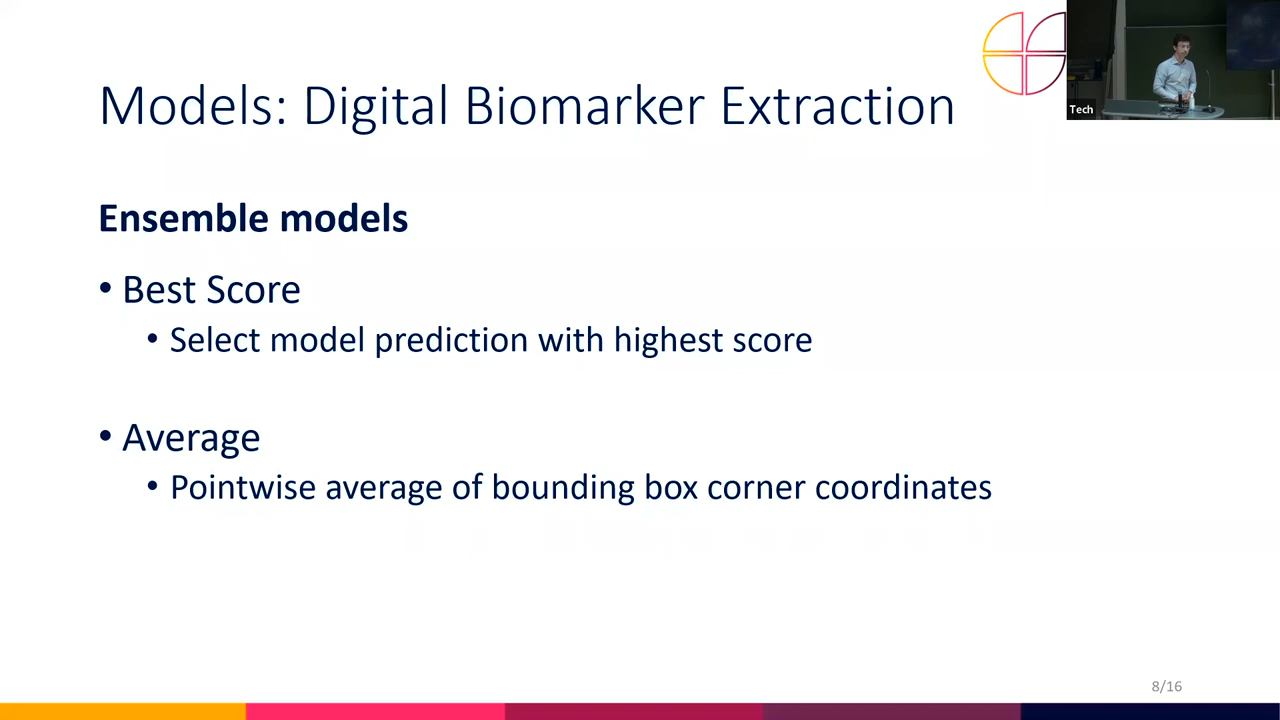 Models: Digital Biomarker Extraction
Tech
Ensemble models
• Best Score
• Select model prediction with highest score
• Average
• Pointwise average of bounding box corner coordinates
8/16